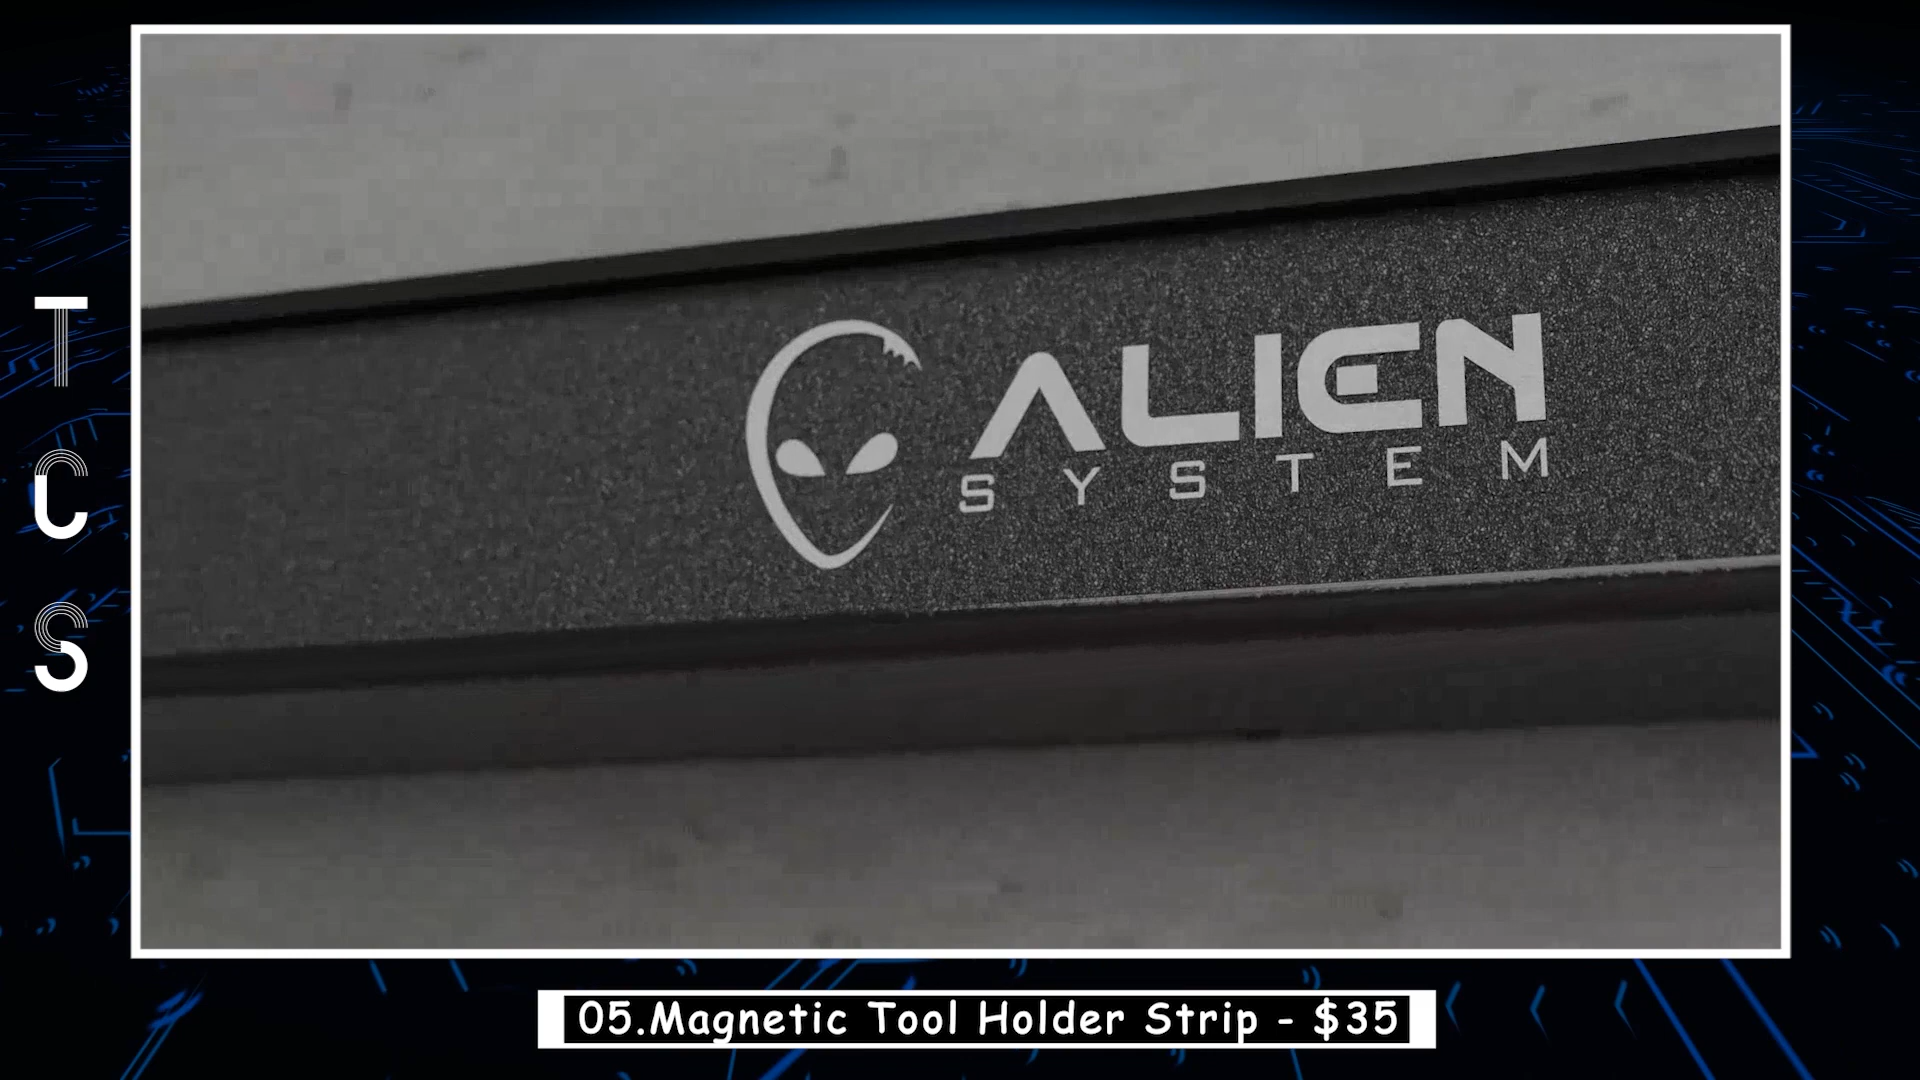 T
C
S
ALIEN
SYSTEM
05.Magnetic Tool Holder Strip - $35